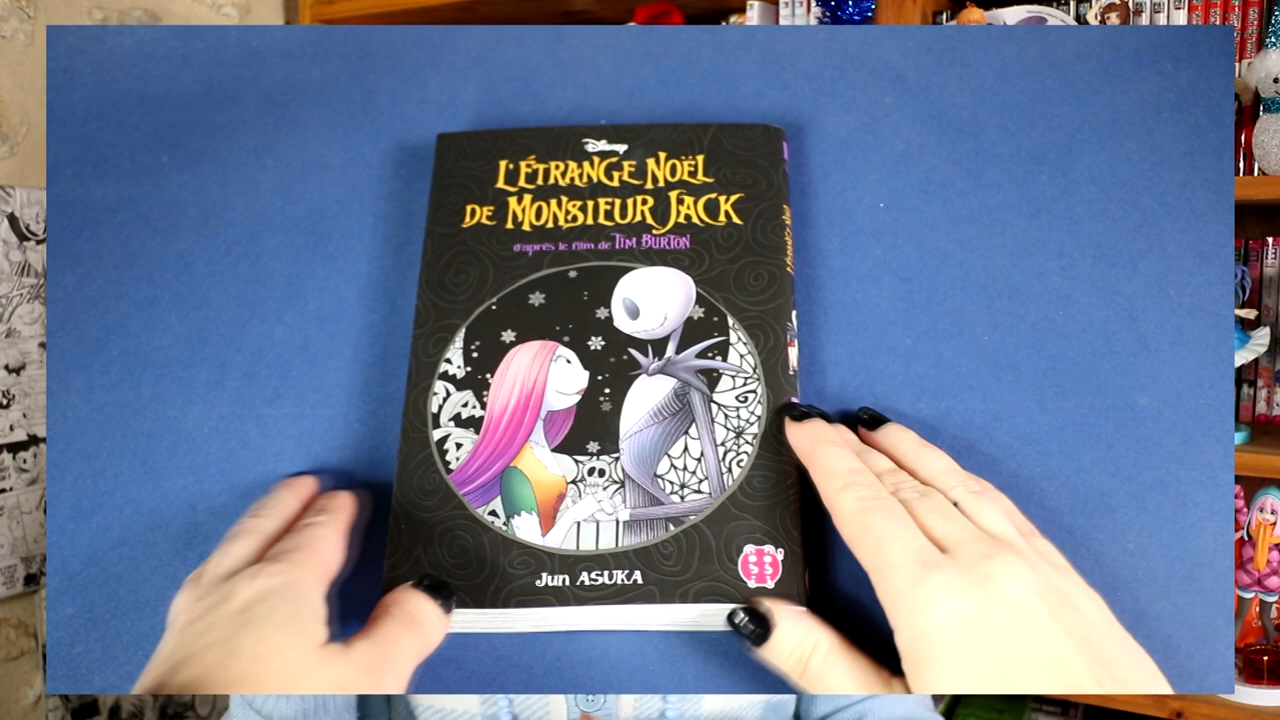 Disney
L'ÉTRANGE NOËL
DE MONSIEUR JACK
d'après le film de TIM BURTON
Jun ASUKA